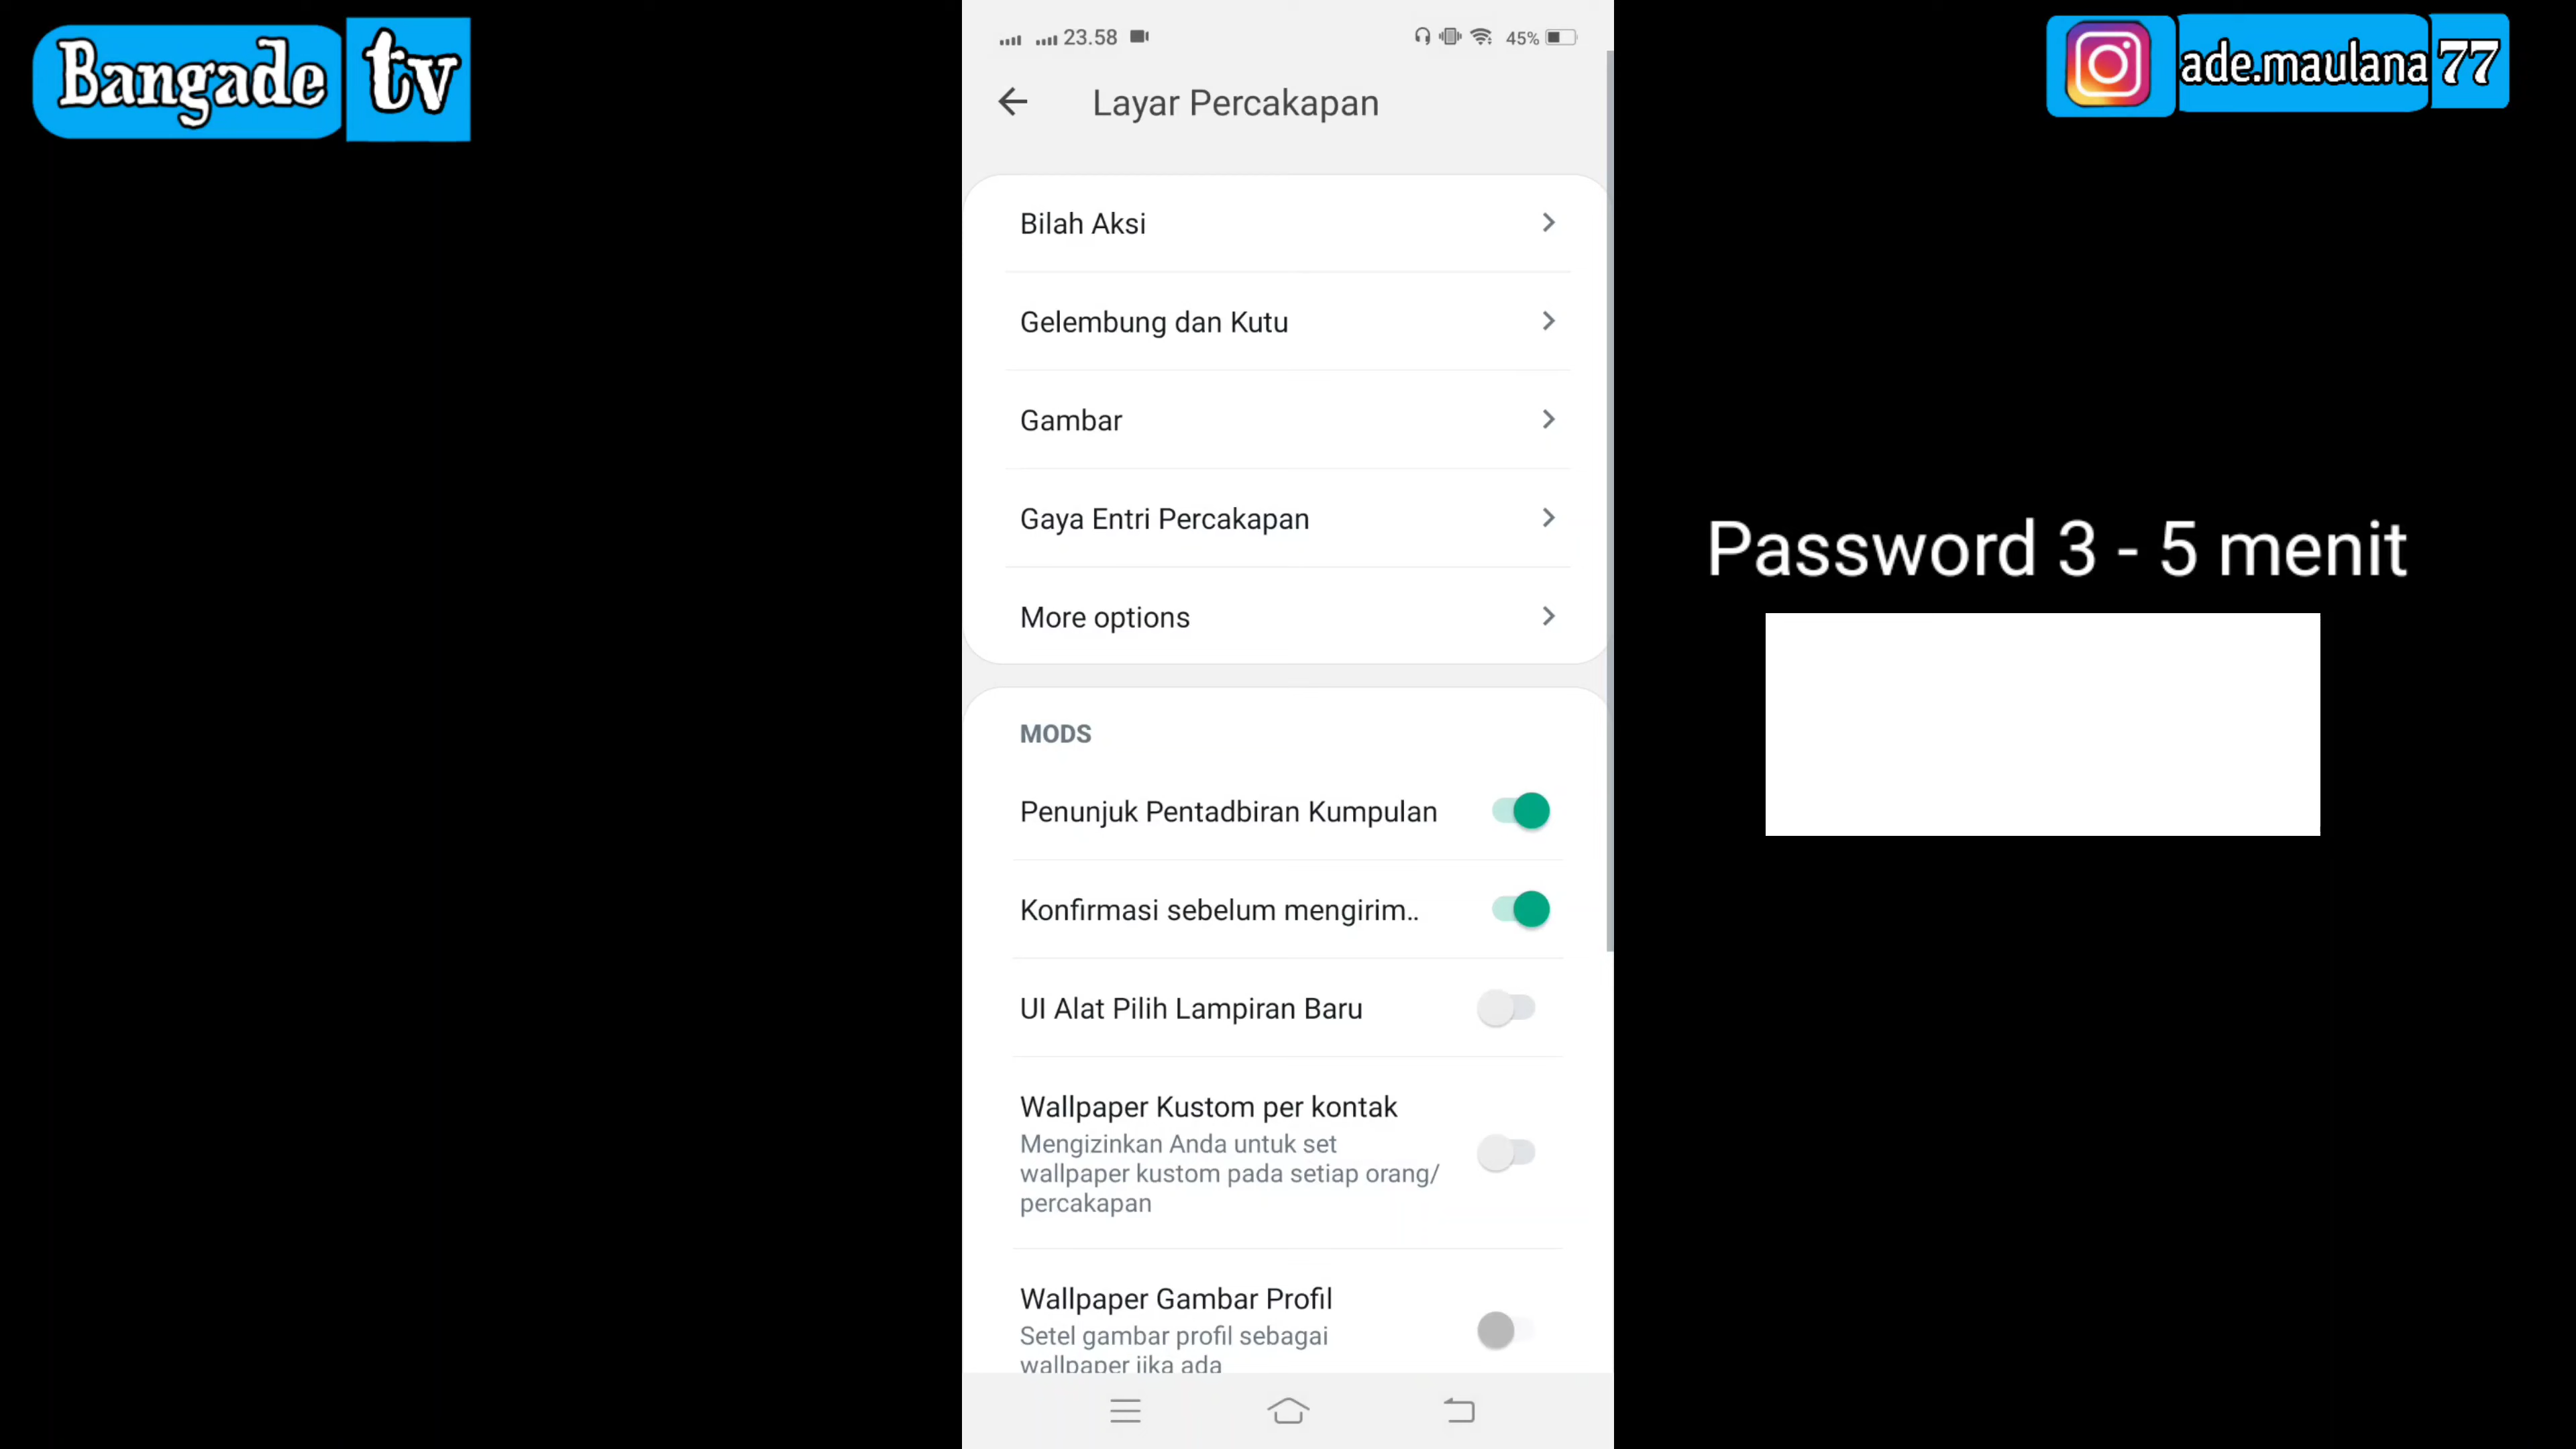 Bangade tv
ade.maulana 77
23.58
45%
Layar Percakapan
Bilah Aksi
Gelembung dan Kutu
Gambar
Gaya Entri Percakapan
More options
MODS
Penunjuk Pentadbiran Kumpulan
Konfirmasi sebelum mengirim..
UI Alat Pilih Lampiran Baru
Wallpaper Kustom per kontak
Mengizinkan Anda untuk set
wallpaper kustom pada setiap orang/
percakapan
Wallpaper Gambar Profil
Setel gambar profil sebagai
wallpaper jika ada
Password 3 - 5 menit